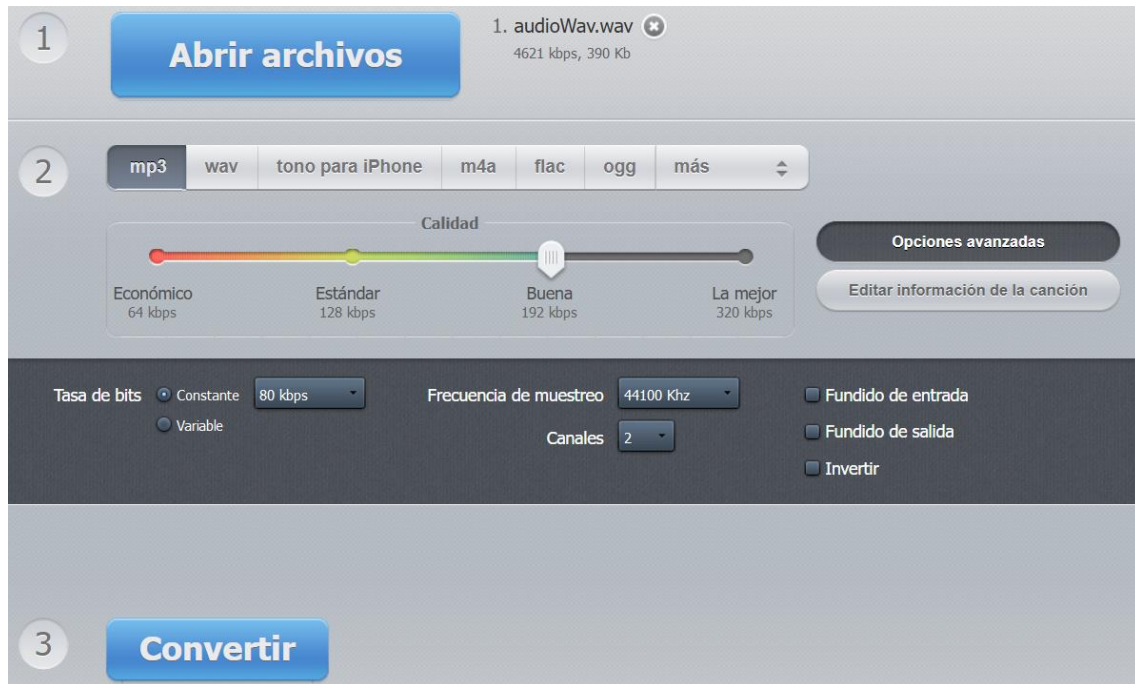 1
Abrir archivos
1. audioWav.wav
4621 kbps, 390 Kb
2
mp3 wav tono para iPhone m4a flac ogg más
Calidad
Económico Estándar Buena La mejor
64 kbps 128 kbps 192 kbps 320 kbps
Opciones avanzadas
Editar información de la canción
Tasa de bits Constante 80 kbps
Variable
Frecuencia de muestreo 44100 Khz
Canales 2
Fundido de entrada
Fundido de salida
Invertir
3
Convertir